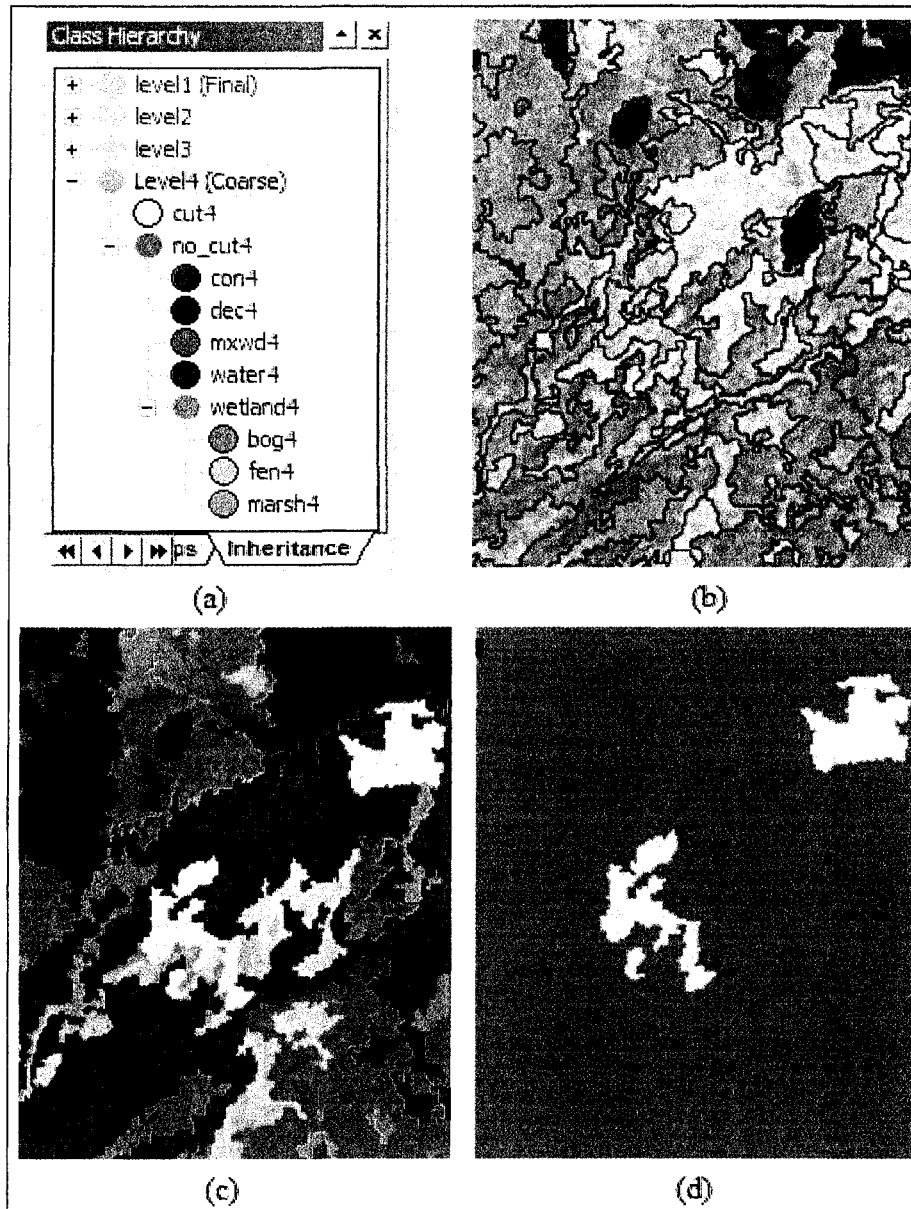 Class Hierarchy
level1 (Final)
level2
level3
Level4 (Coarse)
cut4
no_cut4
con4
dec4
mxwd4
water4
wetland4
bog4
fen4
marsh4
ps
Inheritance
(a)
(b)
(c)
(d)